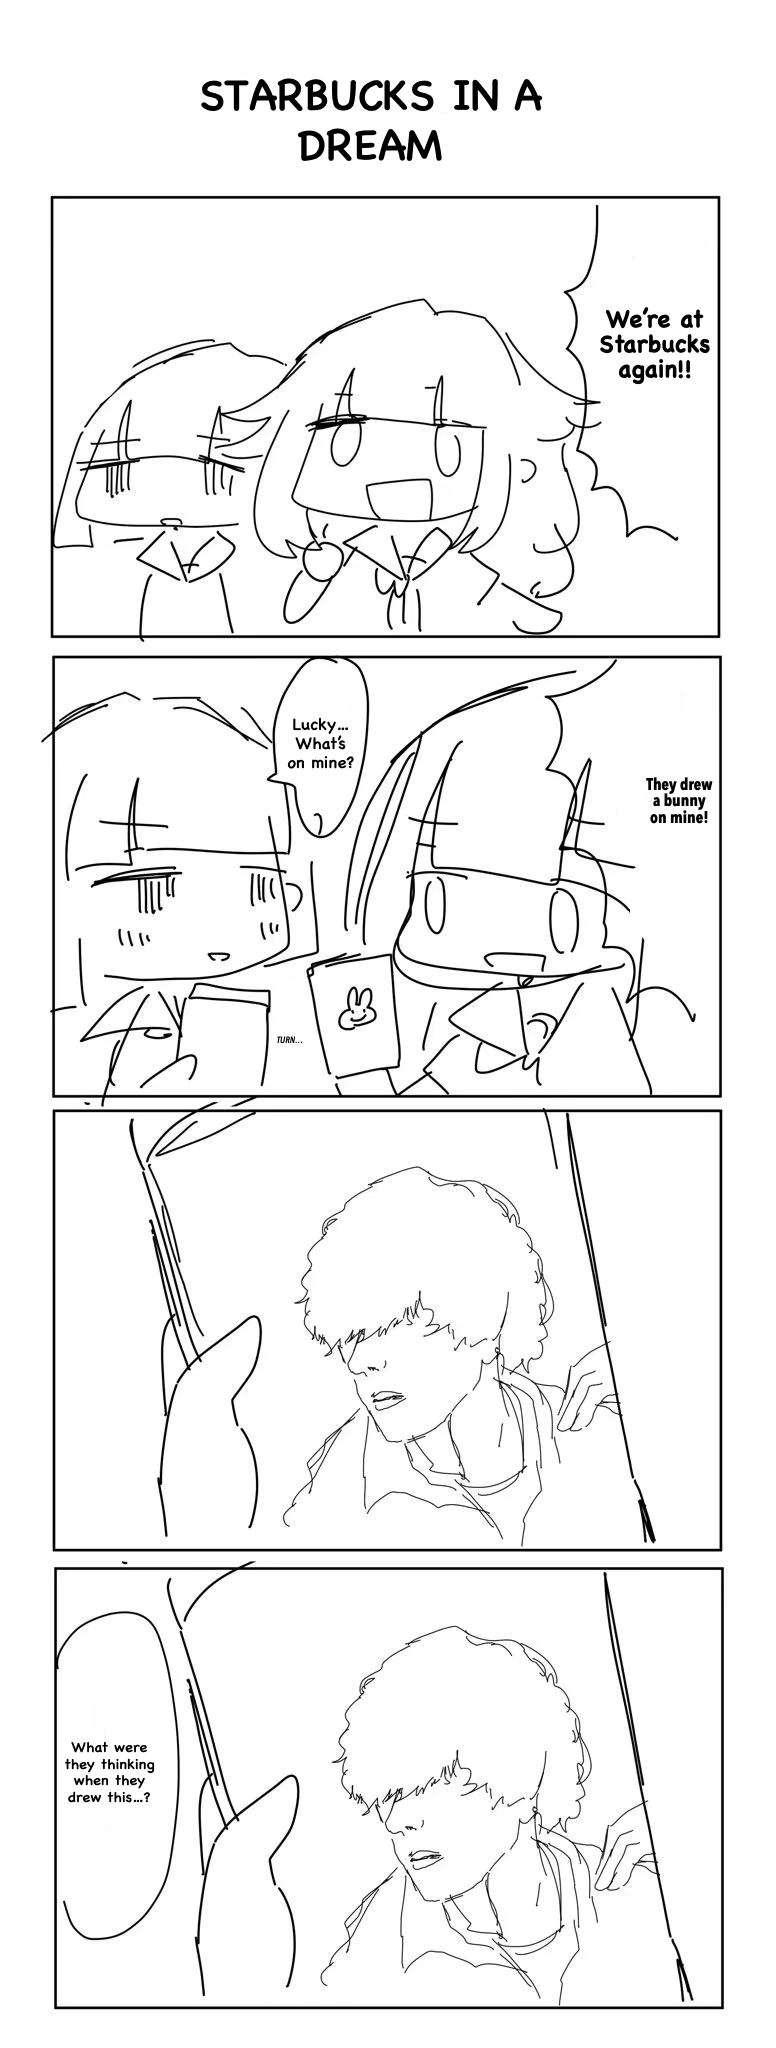 STARBUCKS IN A
DREAM
We're at
Starbucks
again!!
They drew
a bunny
on mine!
Lucky...
What's
on mine?
TURN...
What were
they thinking
when they
drew this...?